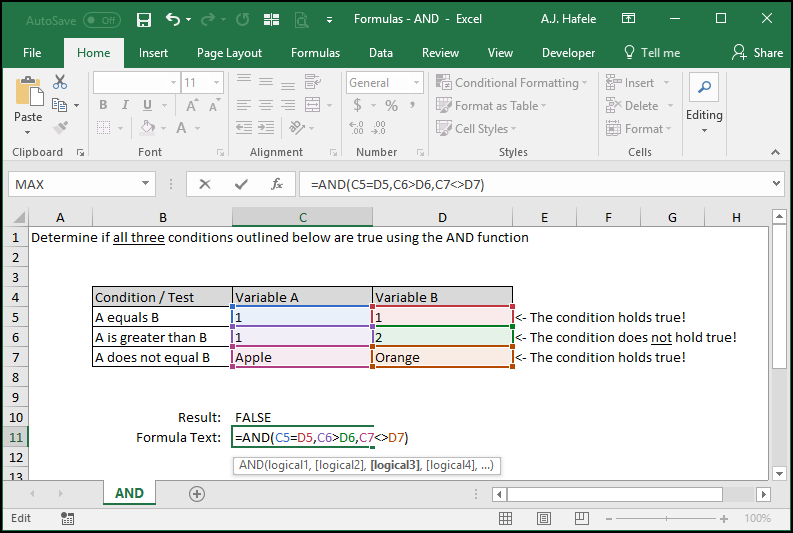 AutoSave Off Formulas - AND - Excel A.J. Hafele
File Home Insert Page Layout Formulas Data Review View Developer Tell me Share
Paste
11
B I U
A A
A
General
$ % ,
.00
.00
Conditional Formatting
Format as Table
Cell Styles
Insert
Delete
Format
Editing
Clipboard Font Alignment Number Styles Cells
MAX fx =AND(C5=D5,C6>D6,C7<>D7)
A B C D E F G H
1 Determine if all three conditions outlined below are true using the AND function
2
3
4 Condition / Test Variable A Variable B
5 A equals B 1 1 <- The condition holds true!
6 A is greater than B 1 2 <- The condition does not hold true!
7 A does not equal B Apple Orange <- The condition holds true!
8
9
10 Result: FALSE
11 Formula Text: =AND(C5=D5,C6>D6,C7<>D7)
12 AND(logical1, [logical2], [logical3], [logical4], ...)
13
AND
Edit 100%